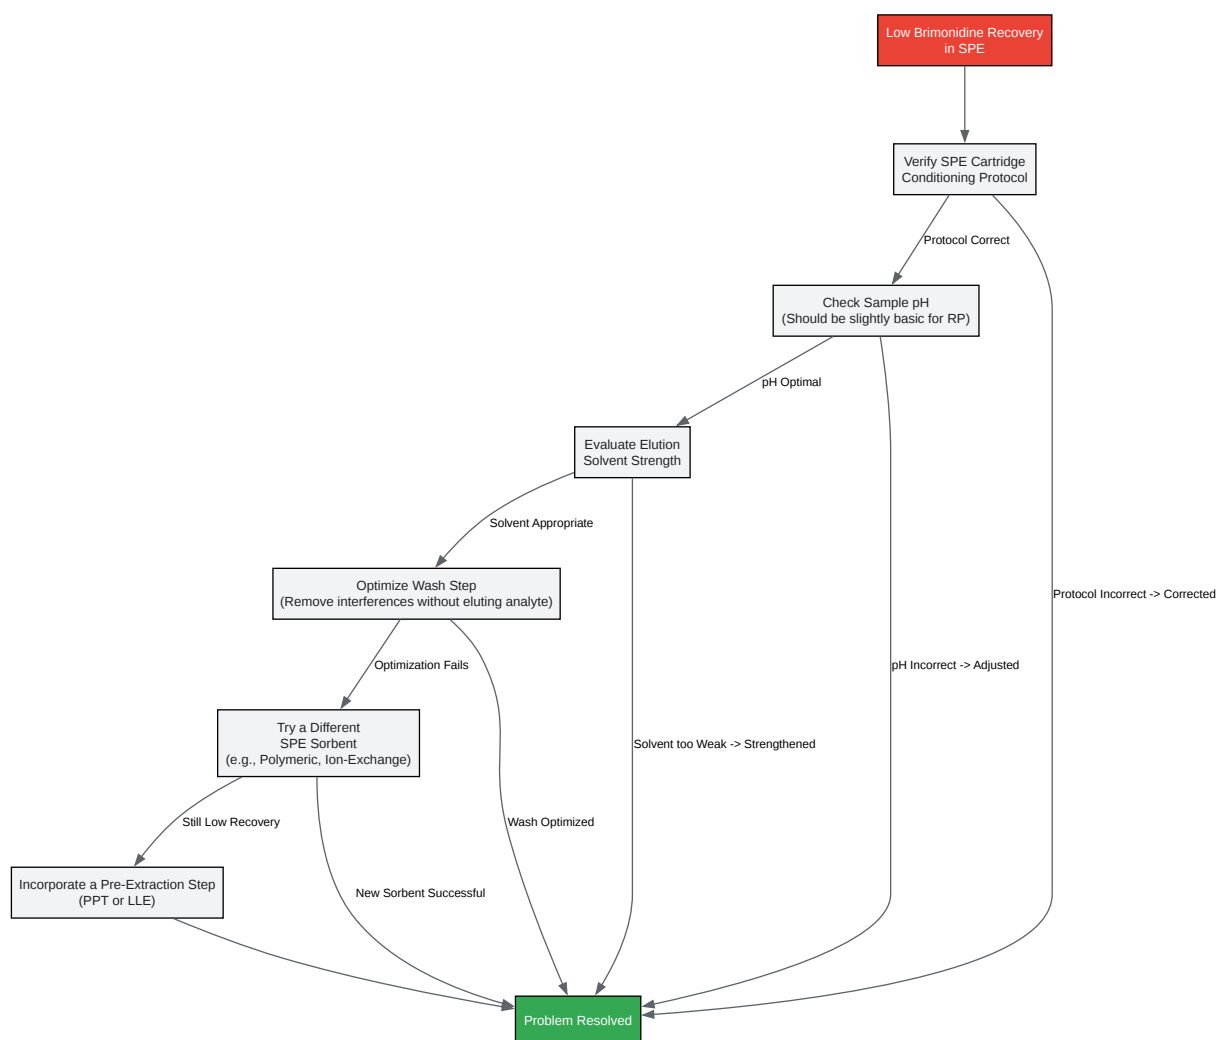 Low Brimonidine Recovery
in SPE
Verify SPE Cartridge
Conditioning Protocol
Protocol Correct
Check Sample pH
(Should be slightly basic for RP)
pH Optimal
Evaluate Elution
Solvent Strength
Solvent Appropriate
Optimize Wash Step
(Remove interferences without eluting analyte)
Protocol Incorrect -> Corrected
Optimization Fails
pH Incorrect -> Adjusted
Try a Different
SPE Sorbent
(e.g., Polymeric, Ion-Exchange)
Solvent too Weak -> Strengthened
Still Low Recovery
Wash Optimized
Incorporate a Pre-Extraction Step
(PPT or LLE)
New Sorbent Successful
Problem Resolved